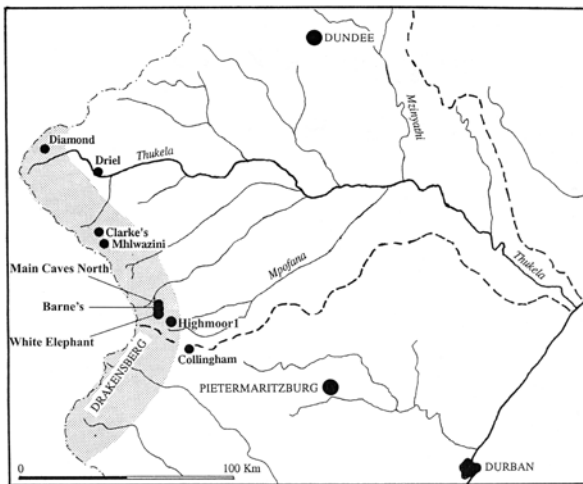 DUNDEE
Mzinyathi
Diamond
Driel
Thukela
Clarke's
Mhlwazini
Main Caves North
Mpofana
Thukela
Barne's
Highmoor1
White Elephant
Collingham
DRAKENSBERG
PIETERMARITZBURG
DURBAN
0 100 Km